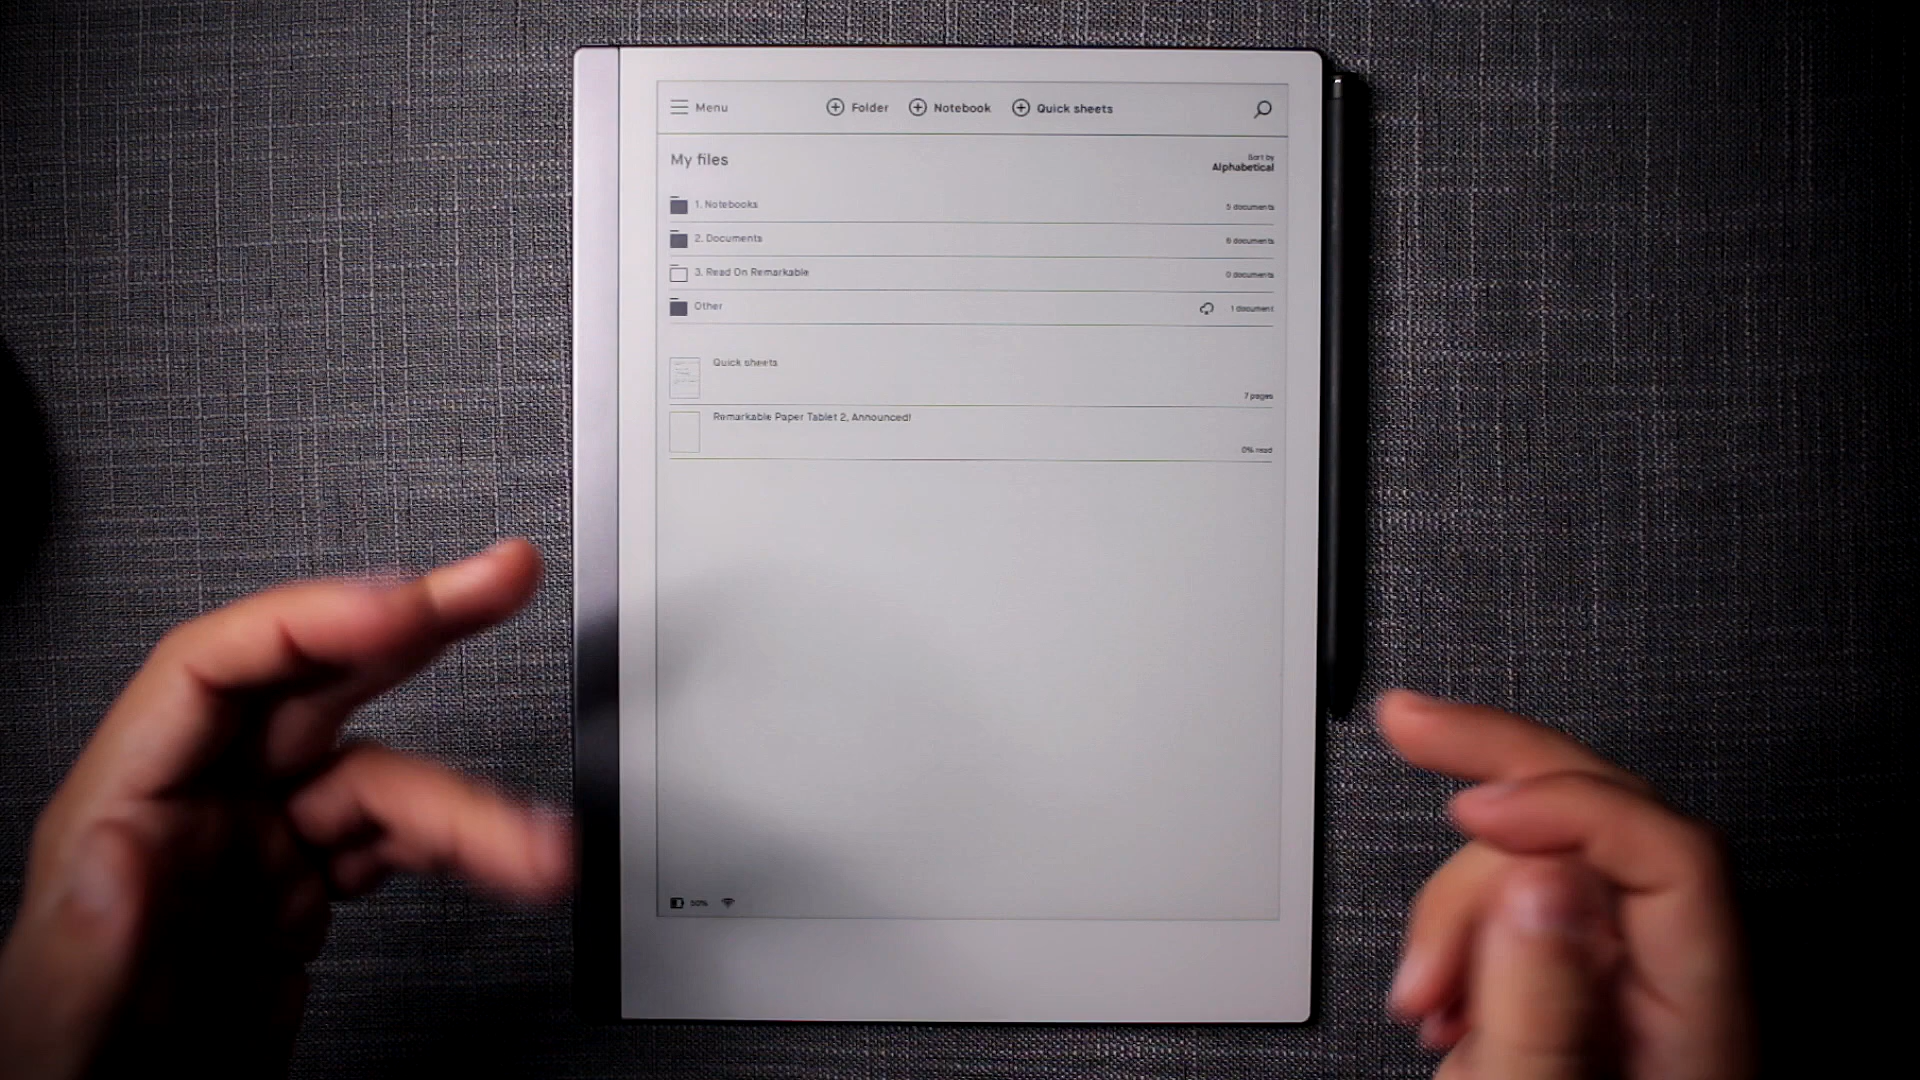 Menu Folder Notebook Quick sheets
My files
Sort by
Alphabetical
1. Notebooks 5 documents
2. Documents 6 documents
3. Read On Remarkable 0 documents
Other 1 document
Quick sheets
7 pages
Remarkable Paper Tablet 2, Announced!
0% read
50%